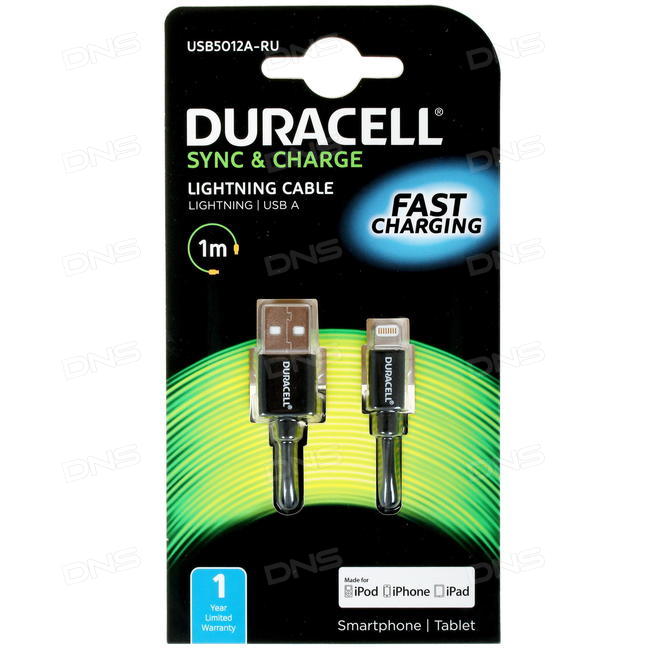 USB5012A-RU
DURACELL®
SYNC & CHARGE
LIGHTNING CABLE
LIGHTNING | USB A
FAST
CHARGING
1m
DURACELL®
DURACELL®
1
Year
Limited
Warranty
Made for
iPod iPhone iPad
Smartphone | Tablet
DNS